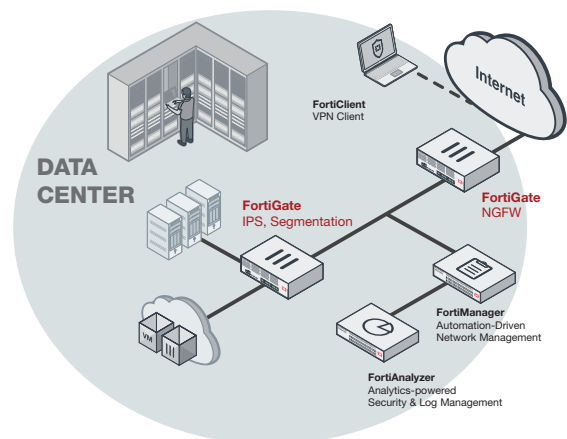 Internet
FortiClient
VPN Client
DATA
CENTER
FortiGate
NGFW
FortiGate
IPS, Segmentation
VM
FortiManager
Automation-Driven
Network Management
FortiAnalyzer
Analytics-powered
Security & Log Management